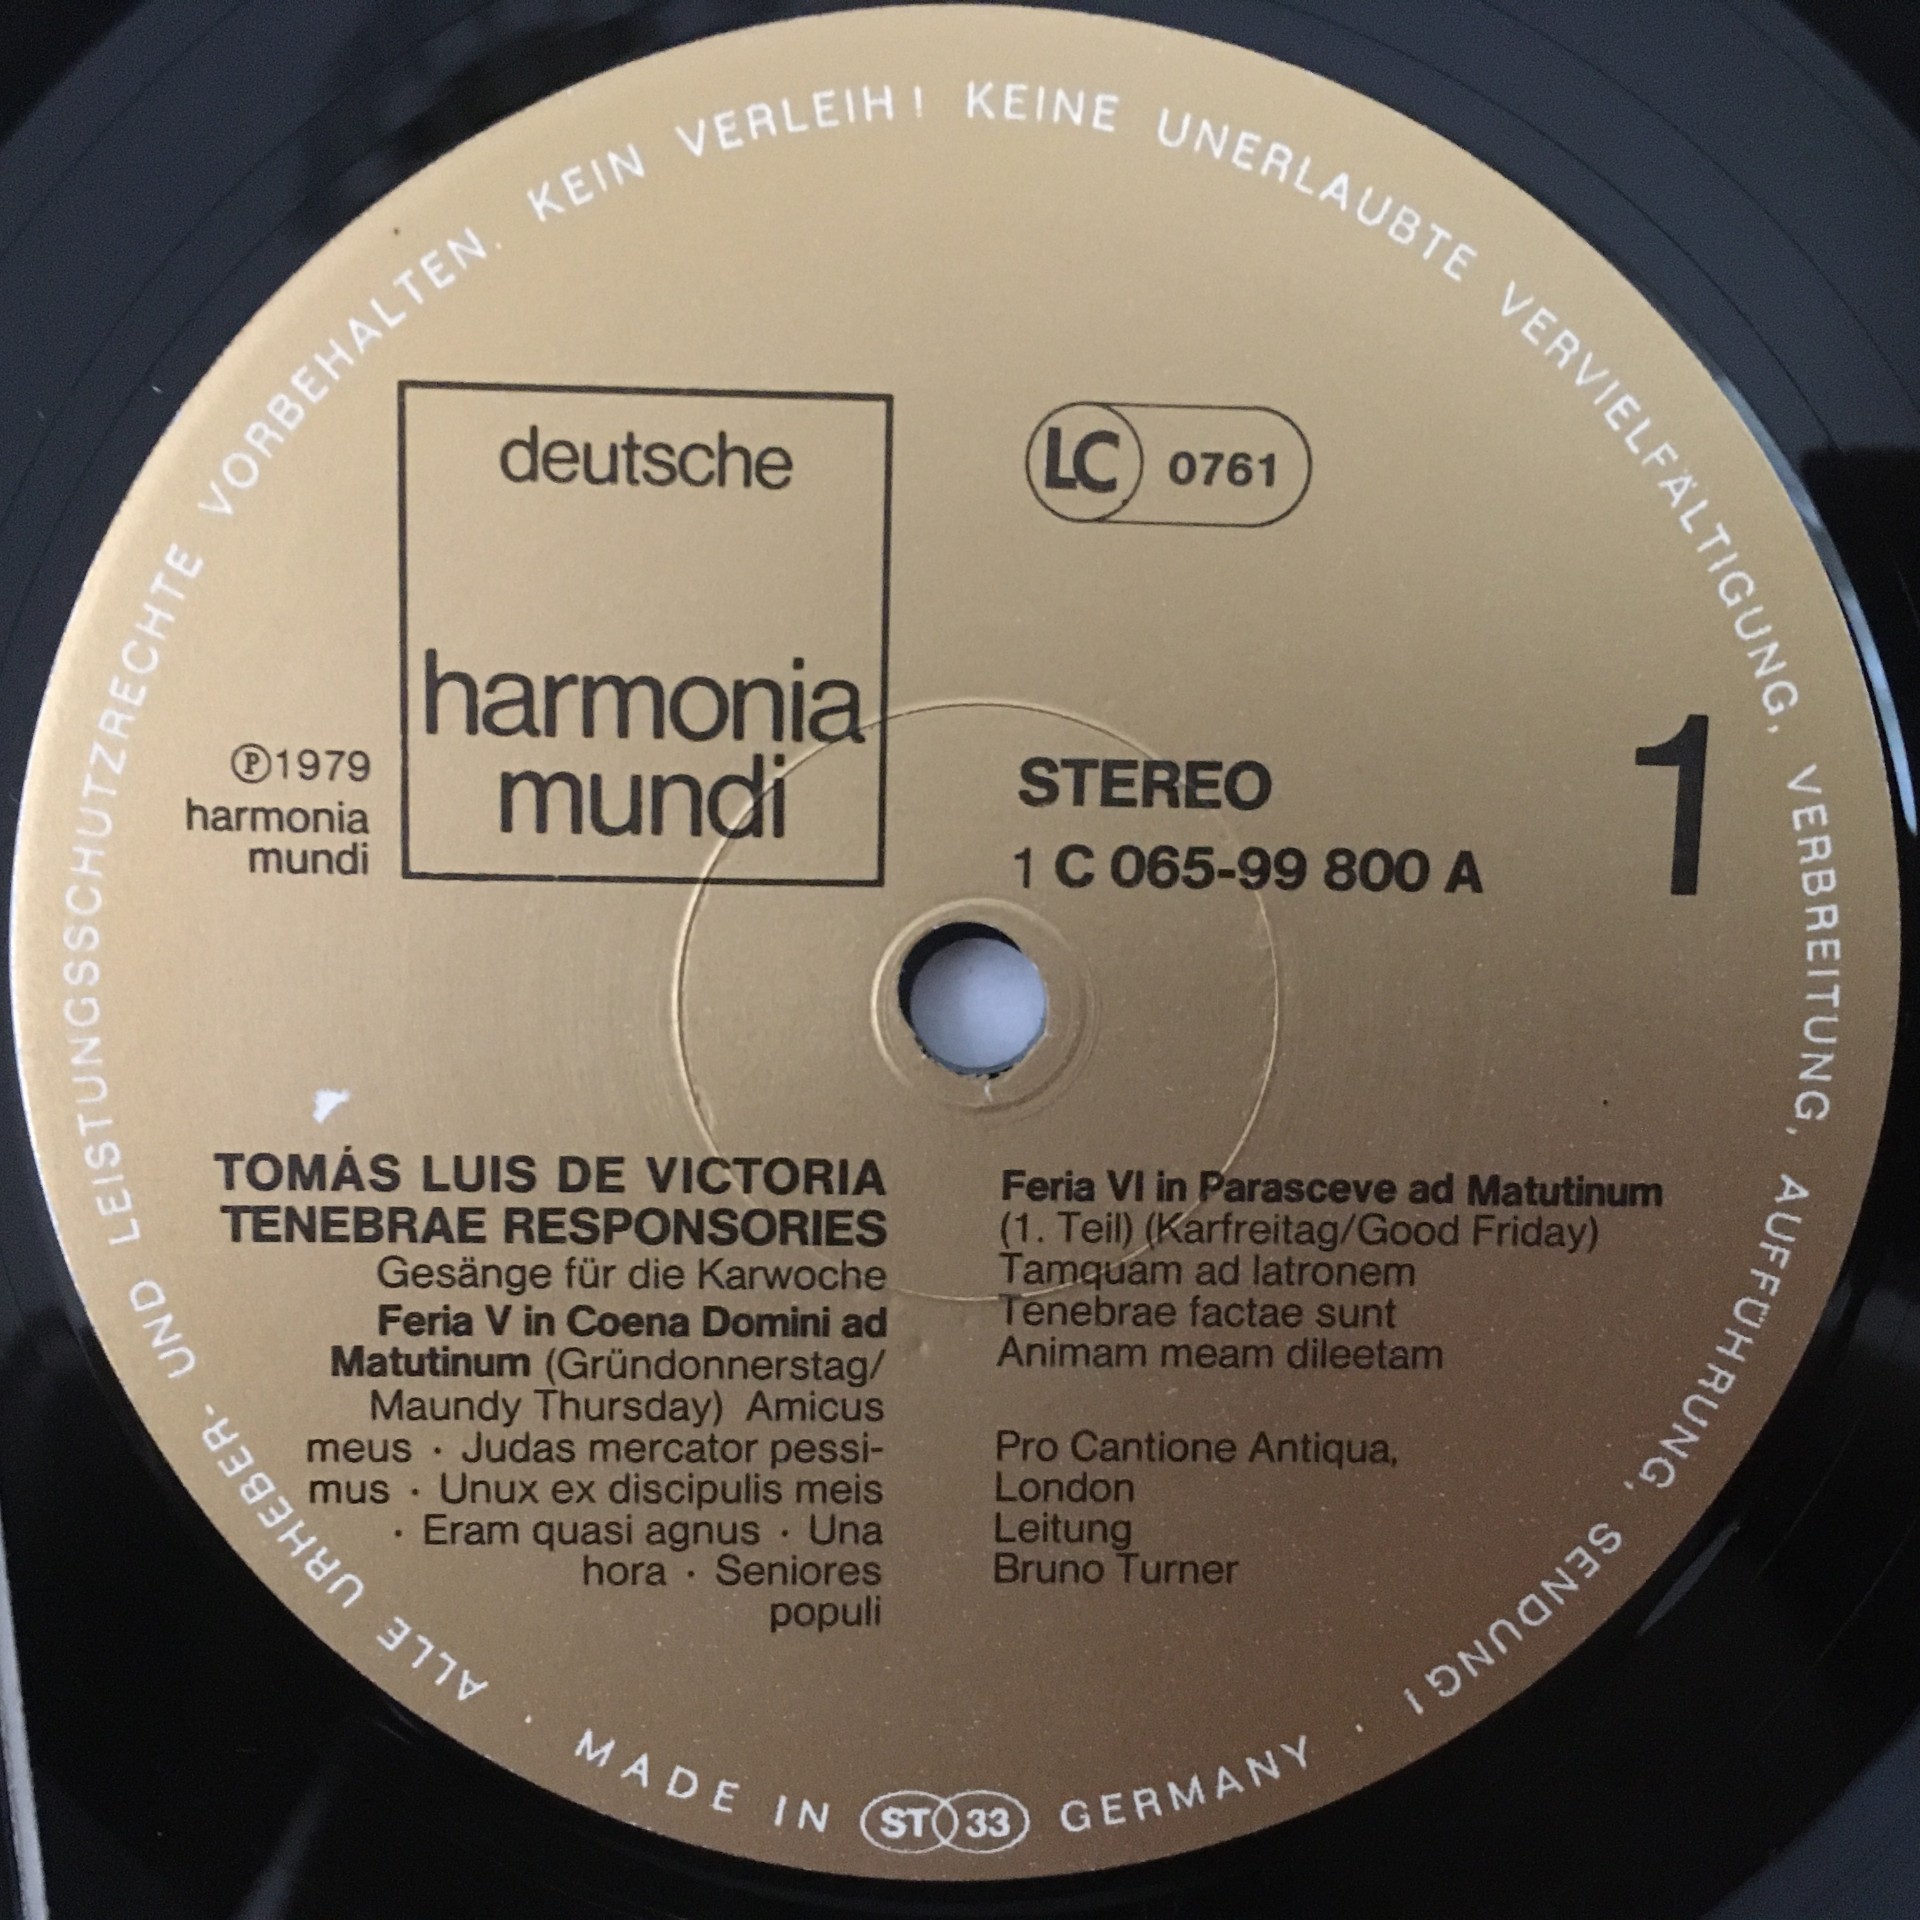 ALLE URHEBER- UND LEISTUNGSSCHUTZRECHTE VORBEHALTEN. KEIN VERLEIH! KEINE UNERLAUBTE VERVIELFÄLTIGUNG, VERBREITUNG, AUFFÜHRUNG, SENDUNG!
deutsche
harmonia
mundi
LC 0761
℗1979
harmonia
mundi
STEREO
1 C 065-99 800 A
1
TOMÁS LUIS DE VICTORIA
TENEBRAE RESPONSORIES
Gesänge für die Karwoche
Feria V in Coena Domini ad
Matutinum (Gründonnerstag/
Maundy Thursday) Amicus
meus · Judas mercator pessi-
mus · Unux ex discipulis meis
· Eram quasi agnus · Una
hora · Seniores
populi
Feria VI in Parasceve ad Matutinum
(1. Teil) (Karfreitag/Good Friday)
Tamquam ad latronem
Tenebrae factae sunt
Animam meam dileetam
Pro Cantione Antiqua,
London
Leitung
Bruno Turner
· MADE IN ST 33 GERMANY ·